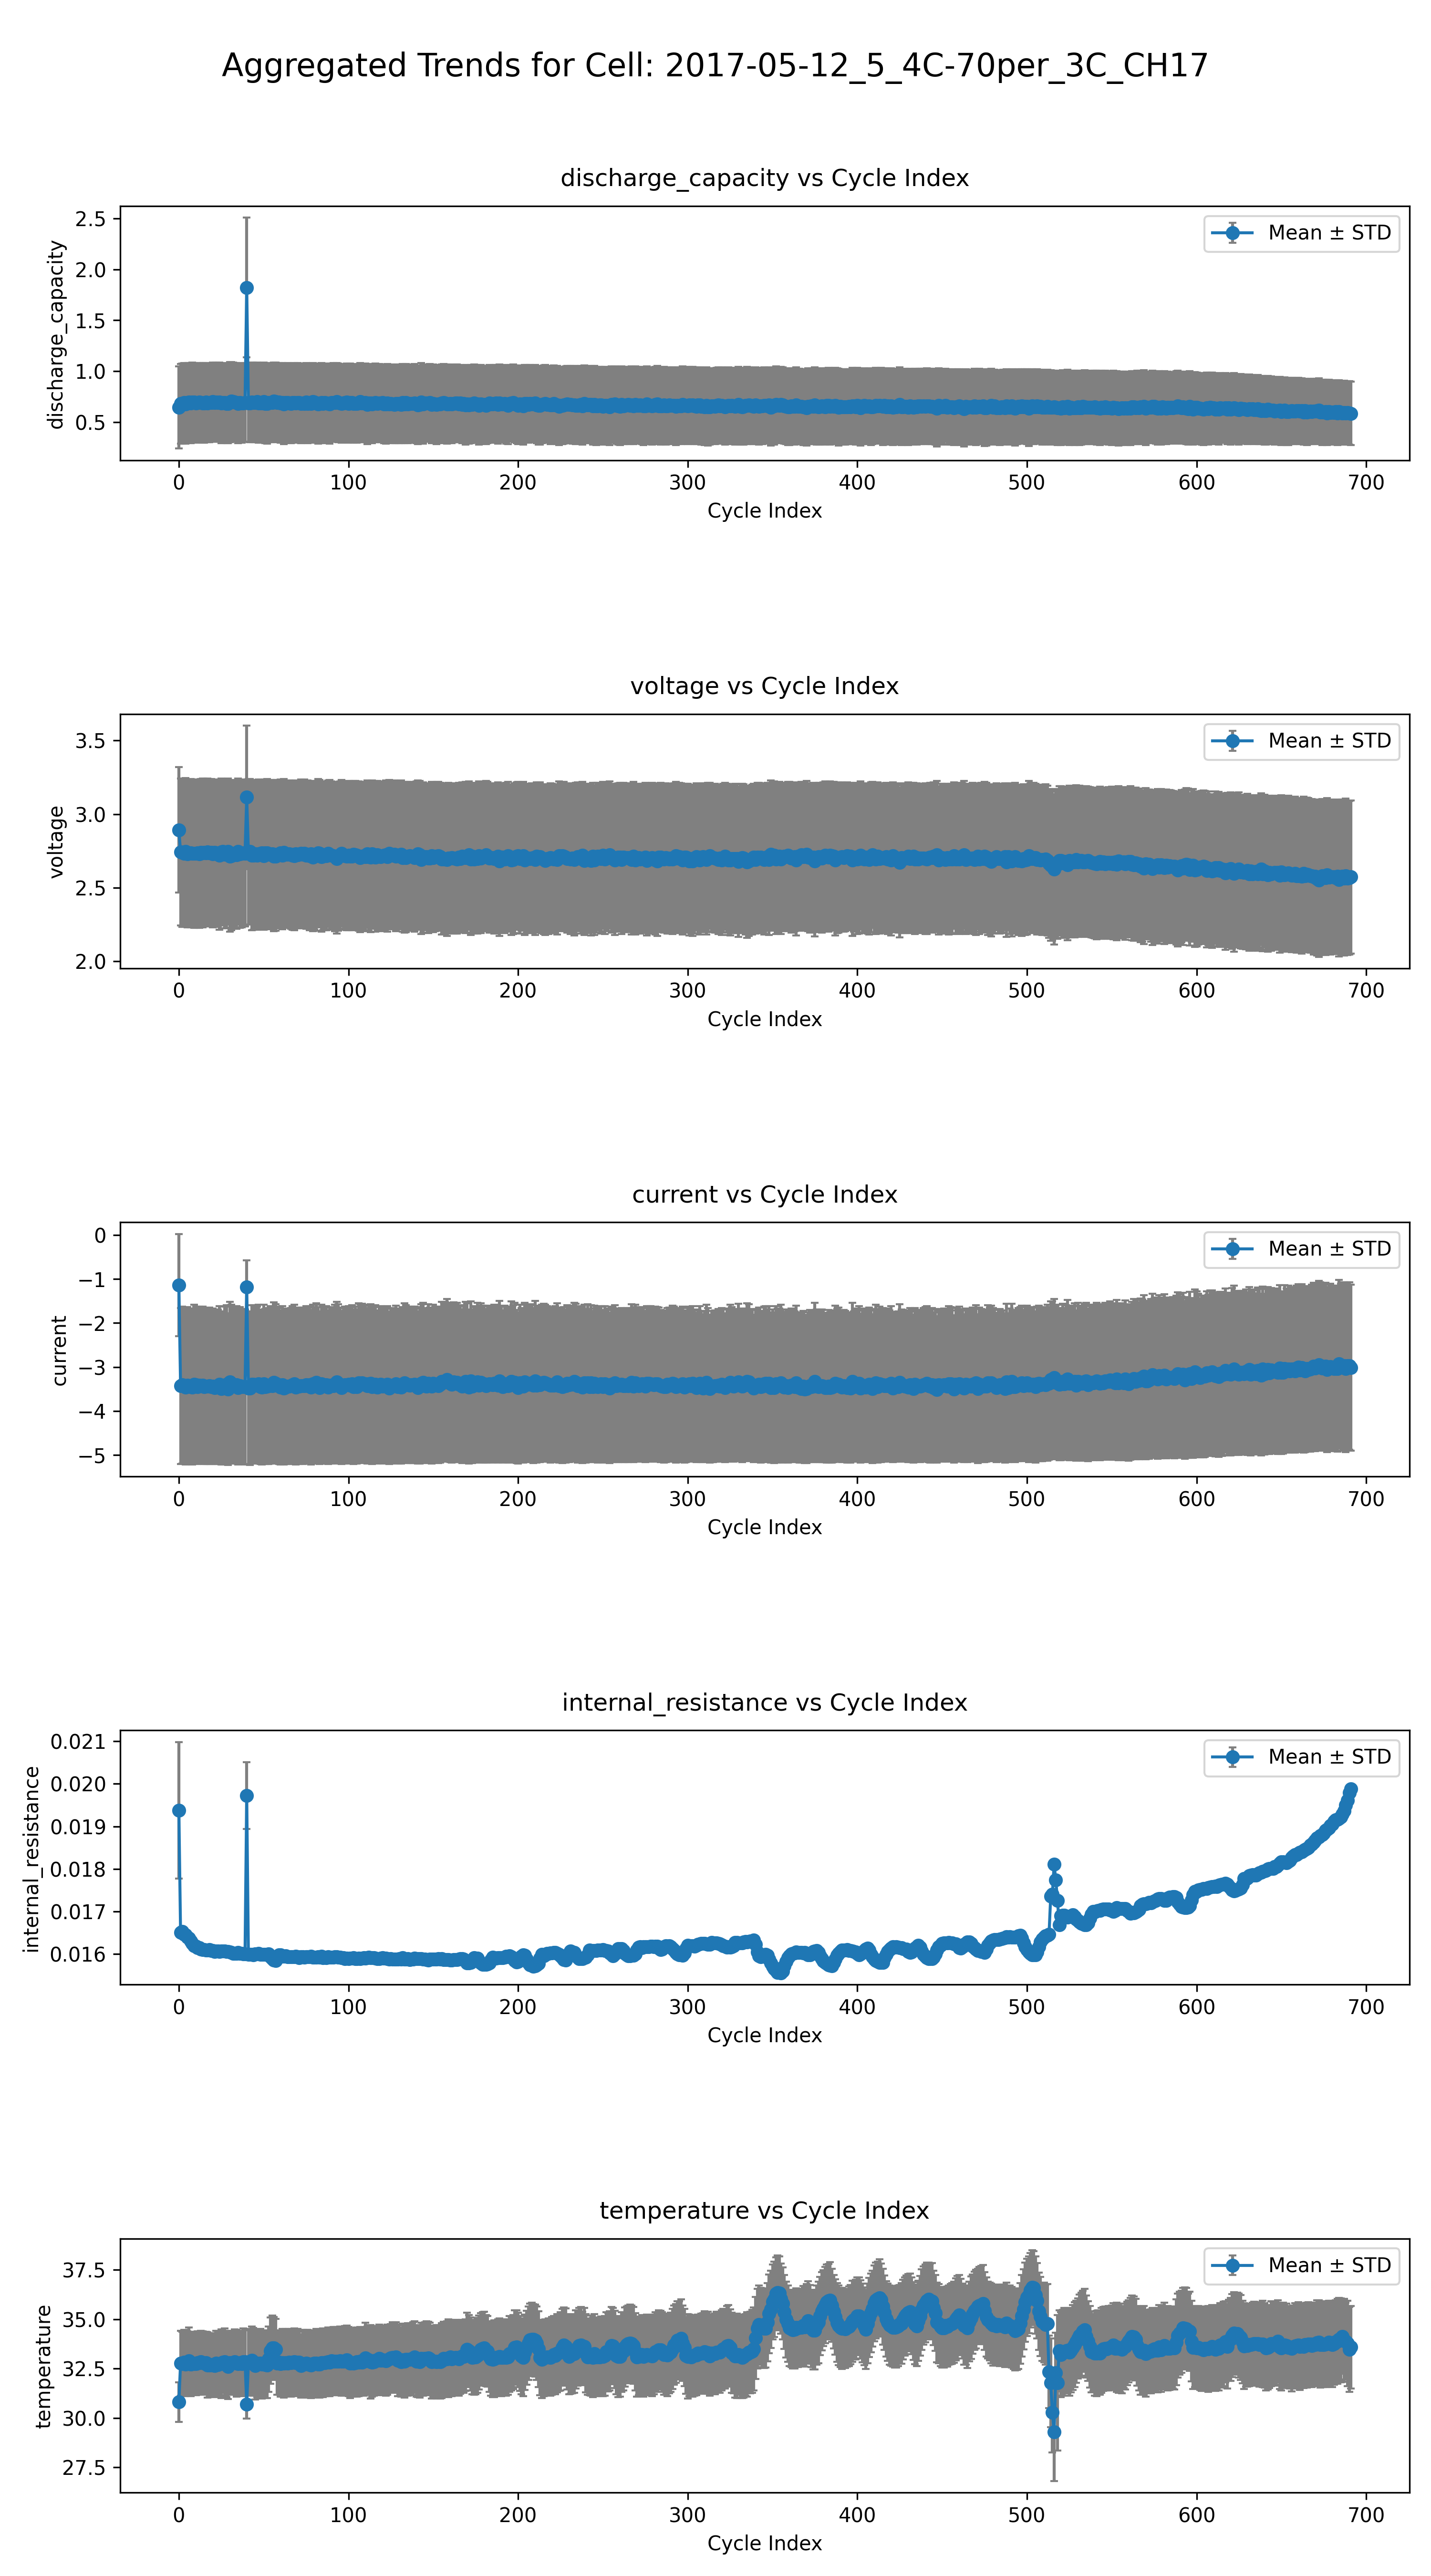 Aggregated Trends for Cell: 2017-05-12_5_4C-70per_3C_CH17
discharge_capacity vs Cycle Index
Mean ± STD
discharge_capacity
2.5
2.0
1.5
1.0
0.5
0 100 200 300 400 500 600 700
Cycle Index
voltage vs Cycle Index
Mean ± STD
voltage
3.5
3.0
2.5
2.0
0 100 200 300 400 500 600 700
Cycle Index
current vs Cycle Index
Mean ± STD
current
0
−1
−2
−3
−4
−5
0 100 200 300 400 500 600 700
Cycle Index
internal_resistance vs Cycle Index
Mean ± STD
internal_resistance
0.021
0.020
0.019
0.018
0.017
0.016
0 100 200 300 400 500 600 700
Cycle Index
temperature vs Cycle Index
Mean ± STD
temperature
37.5
35.0
32.5
30.0
27.5
0 100 200 300 400 500 600 700
Cycle Index